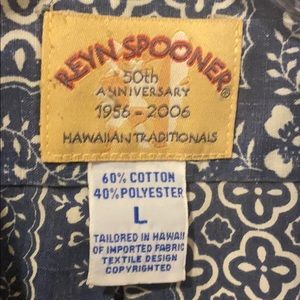 REYN SPOONER®
50th
ANNIVERSARY
1956-2006
HAWAIIAN TRADITIONALS
60% COTTON
40% POLYESTER
L
TAILORED IN HAWAII
OF IMPORTED FABRIC
TEXTILE DESIGN
COPYRIGHTED